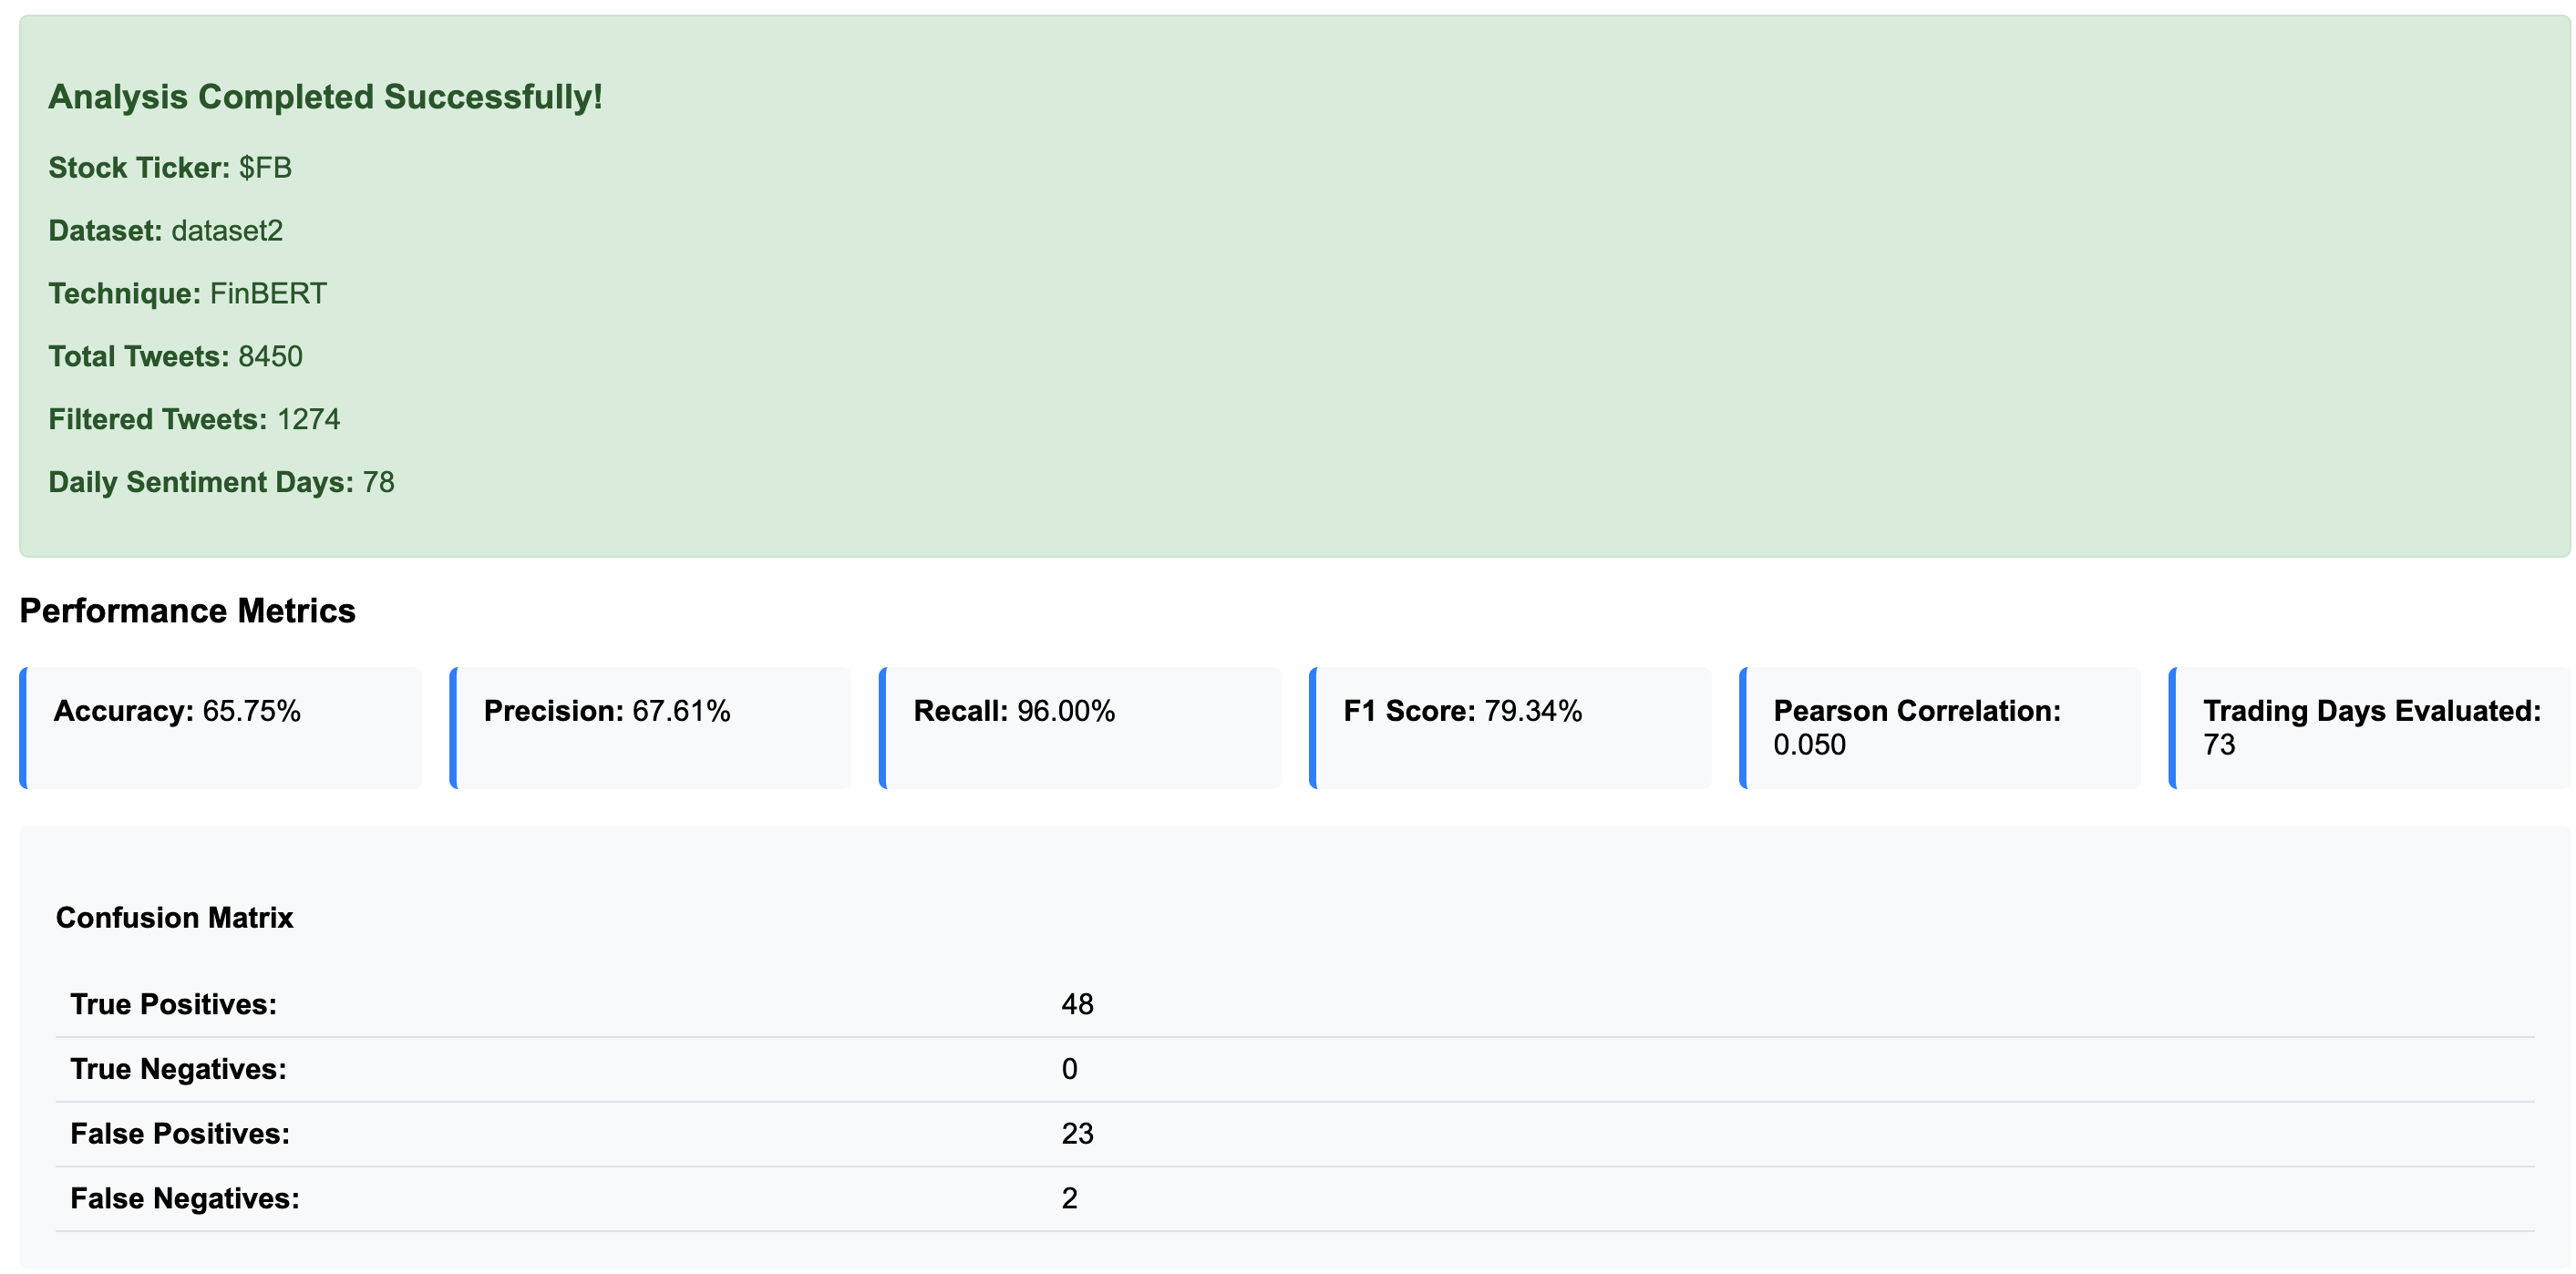 Analysis Completed Successfully!
Stock Ticker: $FB
Dataset: dataset2
Technique: FinBERT
Total Tweets: 8450
Filtered Tweets: 1274
Daily Sentiment Days: 78
Performance Metrics
Accuracy: 65.75%
Precision: 67.61%
Recall: 96.00%
F1 Score: 79.34%
Pearson Correlation:
0.050
Trading Days Evaluated:
73
Confusion Matrix
True Positives: 48
True Negatives: 0
False Positives: 23
False Negatives: 2